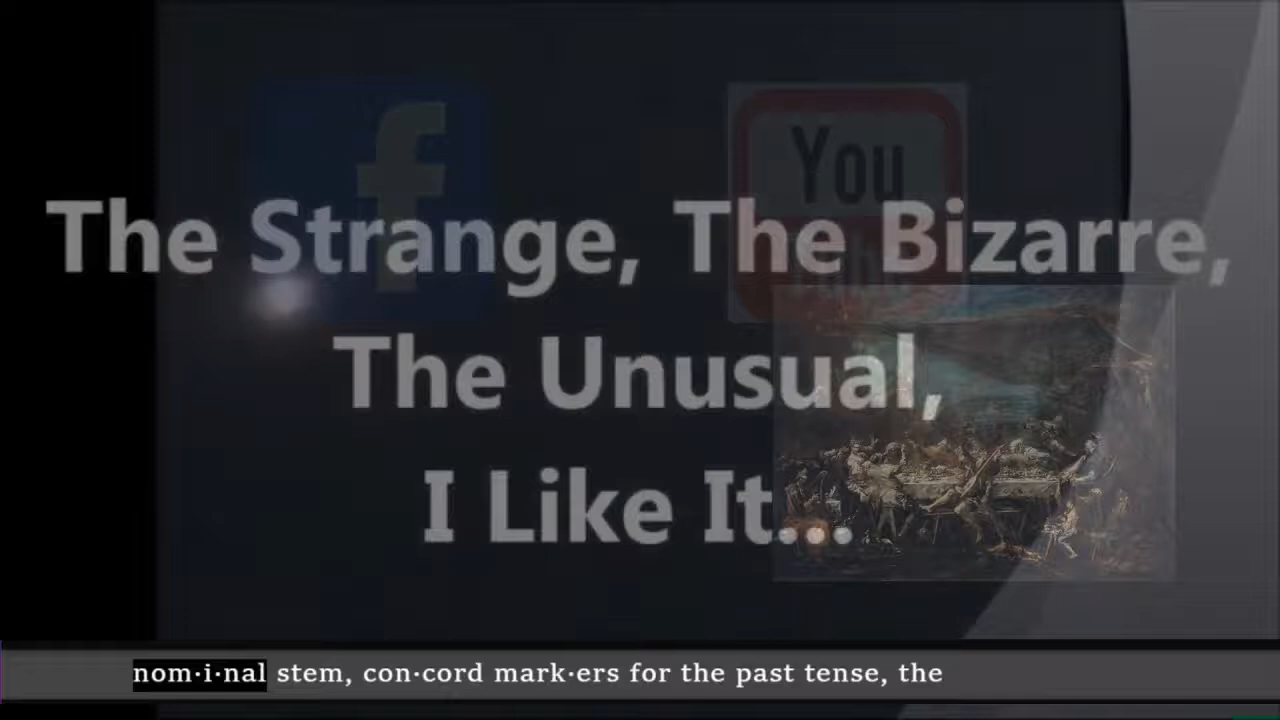 You
The Strange, The Bizarre,
The Unusual,
I Like It...
nom·i·nal stem, con·cord mark·ers for the past tense, the